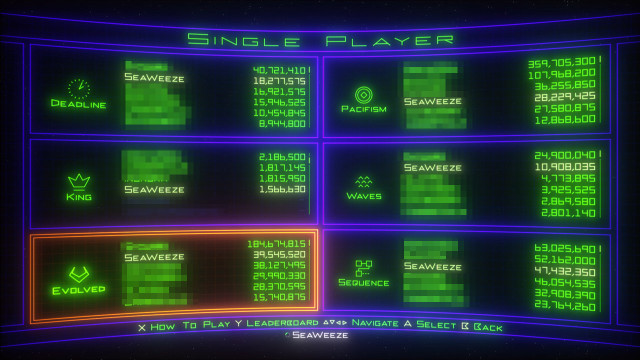 Single Player
Deadline
SeaWeeze
40,721,410
18,277,575
16,921,575
15,946,525
10,454,845
8,944,800
Pacifism
SeaWeeze
359,705,300
107,968,200
36,255,850
28,229,425
27,580,875
12,868,600
King
SeaWeeze
2,186,500
1,817,145
1,815,950
1,566,630
Waves
SeaWeeze
24,900,040
10,908,035
4,773,895
3,925,525
2,869,580
2,801,140
Evolved
SeaWeeze
184,674,815
39,545,520
38,127,495
29,990,330
28,370,595
15,740,875
Sequence
SeaWeeze
63,025,690
52,162,000
47,432,350
46,054,535
32,908,390
23,764,260
X How To Play Y Leaderboard Navigate A Select B Back
SeaWeeze